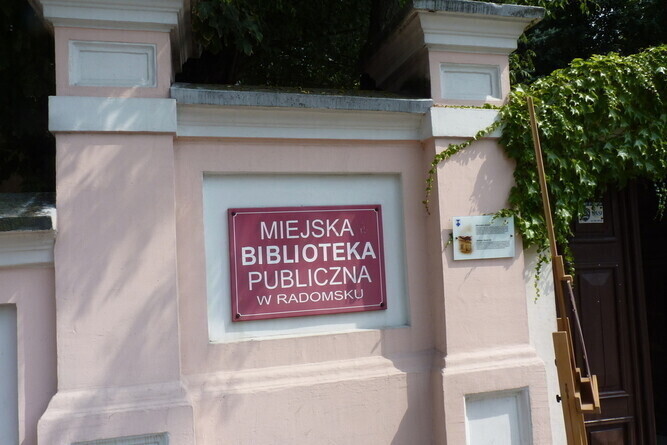 MIEJSKA
BIBLIOTEKA
PUBLICZNA
W RADOMSKU